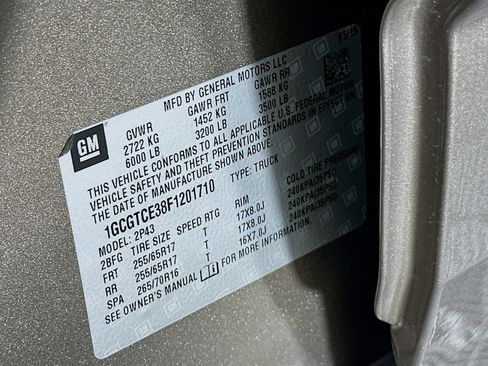 GM
MFD BY GENERAL MOTORS LLC
GVWR GAWR FRT GAWR RR
2722 KG 1452 KG 1588 KG
6000 LB 3200 LB 3500 LB
THIS VEHICLE CONFORMS TO ALL APPLICABLE U.S. FEDERAL MOTOR
VEHICLE SAFETY AND THEFT PREVENTION STANDARDS IN EFFECT ON
THE DATE OF MANUFACTURE SHOWN ABOVE.
1GCGTCE38F1201710 TYPE: TRUCK
MODEL: 2P43
2BFG TIRE SIZE SPEED RTG RIM COLD TIRE PRESSURE
FRT 255/65R17 T 17X8.0J 240KPA(35PSI)
RR 255/65R17 T 17X8.0J 240KPA(35PSI)
SPA 265/70R16 T 16X7.0J 240KPA(35PSI)
SEE OWNER'S MANUAL FOR MORE INFORMATION.